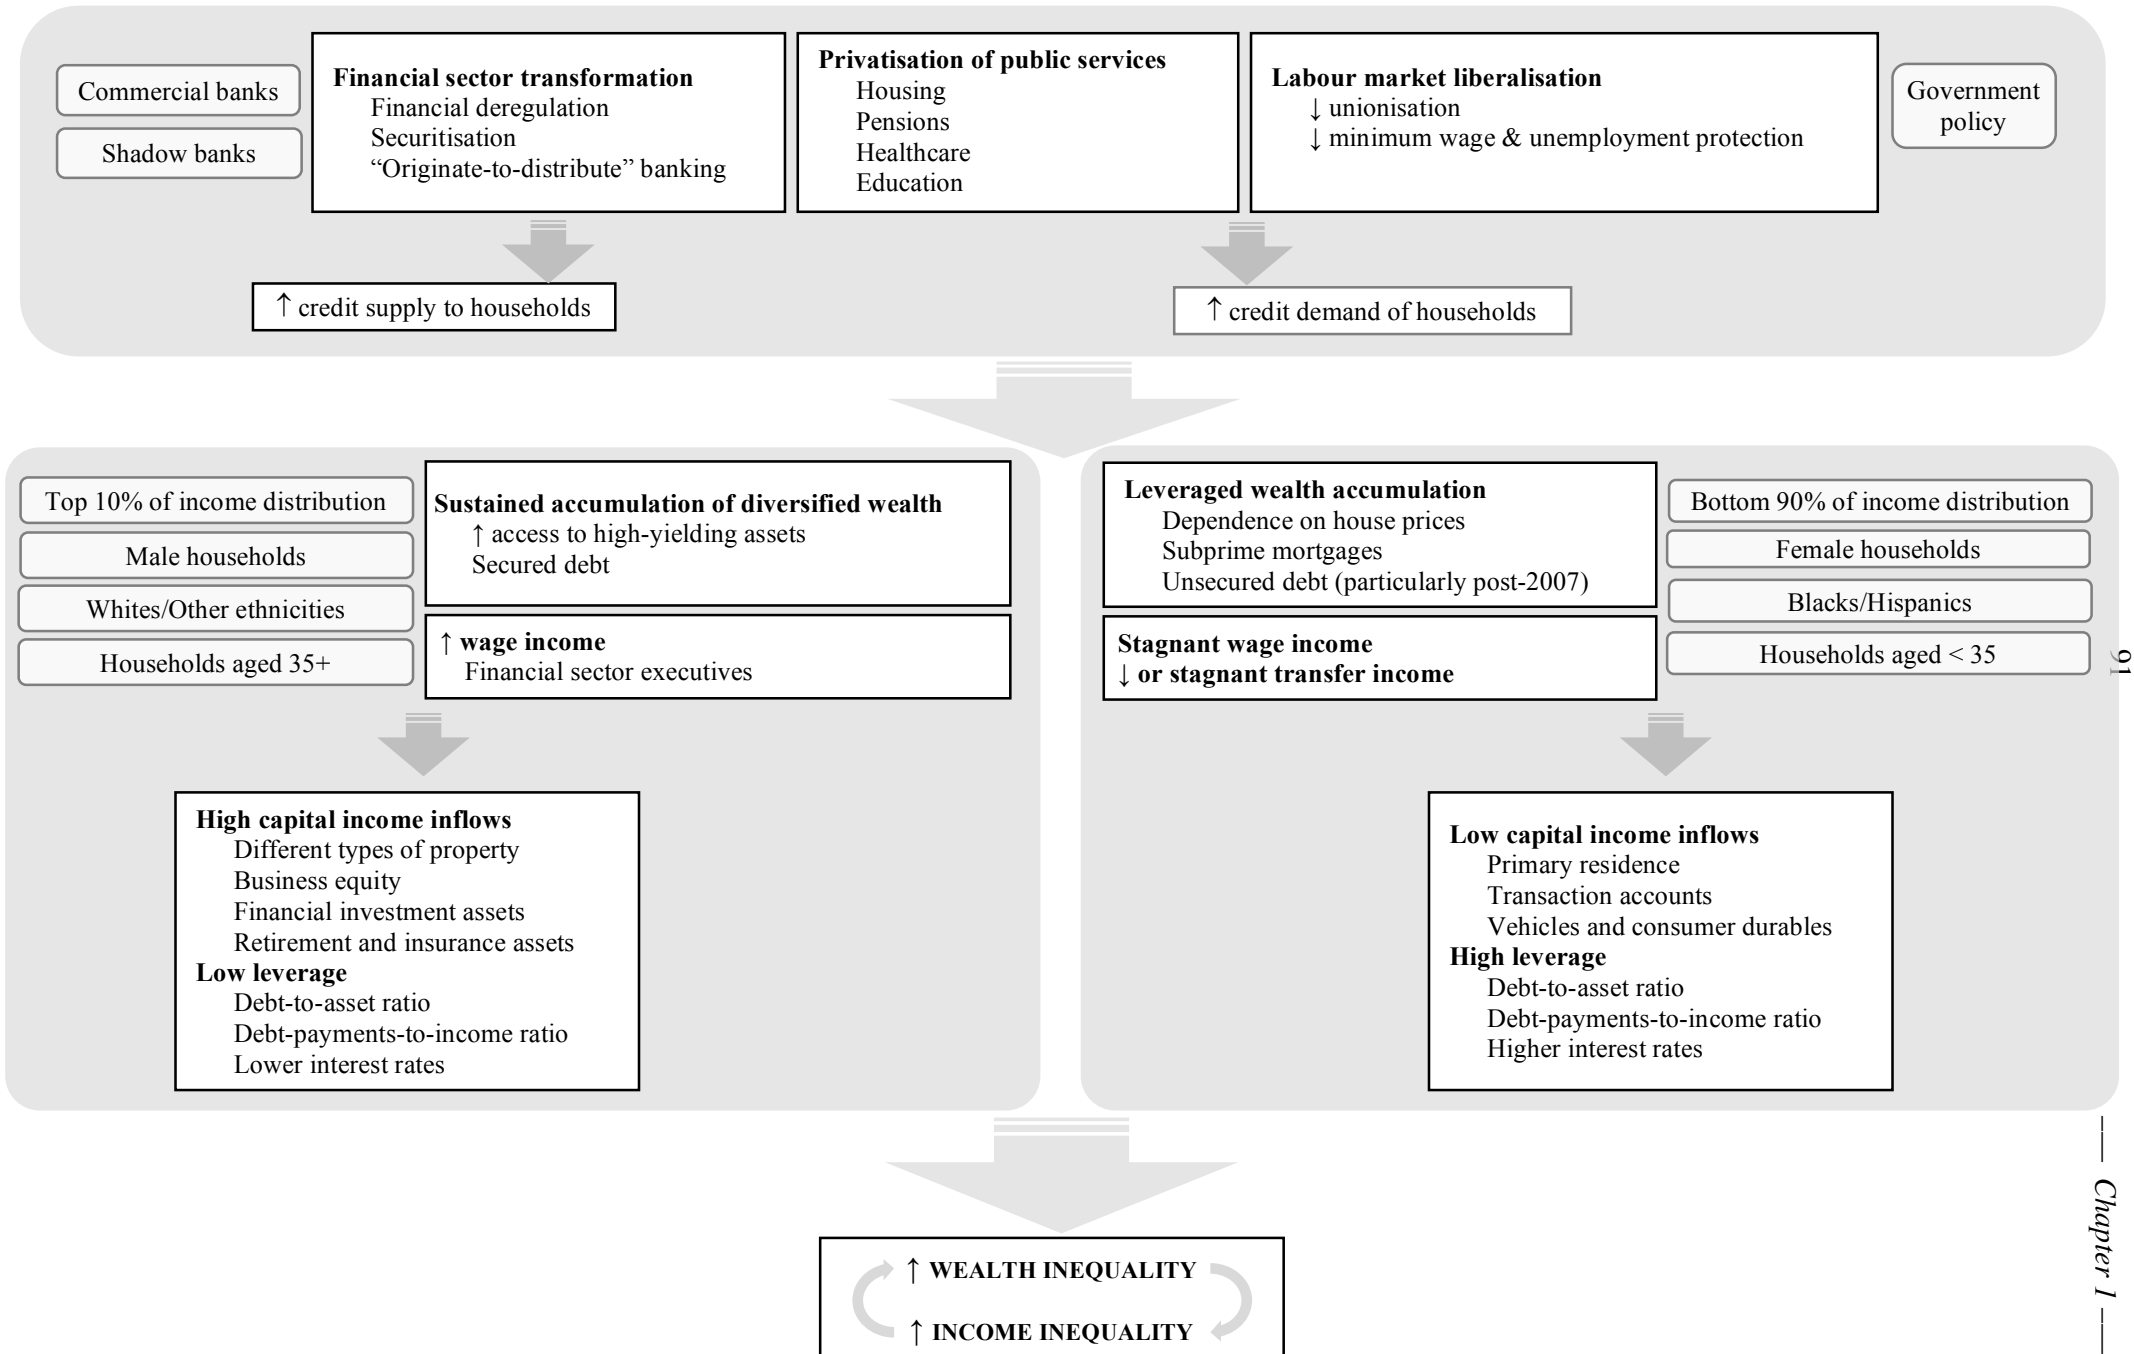 Commercial banks
Shadow banks
Financial sector transformation
Financial deregulation
Securitisation
“Originate-to-distribute” banking
Privatisation of public services
Housing
Pensions
Healthcare
Education
Labour market liberalisation
↓ unionisation
↓ minimum wage & unemployment protection
Government
policy
↑ credit supply to households
↑ credit demand of households
Top 10% of income distribution
Male households
Whites/Other ethnicities
Households aged 35+
Sustained accumulation of diversified wealth
↑ access to high-yielding assets
Secured debt
↑ wage income
Financial sector executives
High capital income inflows
Different types of property
Business equity
Financial investment assets
Retirement and insurance assets
Low leverage
Debt-to-asset ratio
Debt-payments-to-income ratio
Lower interest rates
Leveraged wealth accumulation
Dependence on house prices
Subprime mortgages
Unsecured debt (particularly post-2007)
Stagnant wage income
↓ or stagnant transfer income
Bottom 90% of income distribution
Female households
Blacks/Hispanics
Households aged < 35
Low capital income inflows
Primary residence
Transaction accounts
Vehicles and consumer durables
High leverage
Debt-to-asset ratio
Debt-payments-to-income ratio
Higher interest rates
↑ WEALTH INEQUALITY
↑ INCOME INEQUALITY
91
— Chapter 1 —